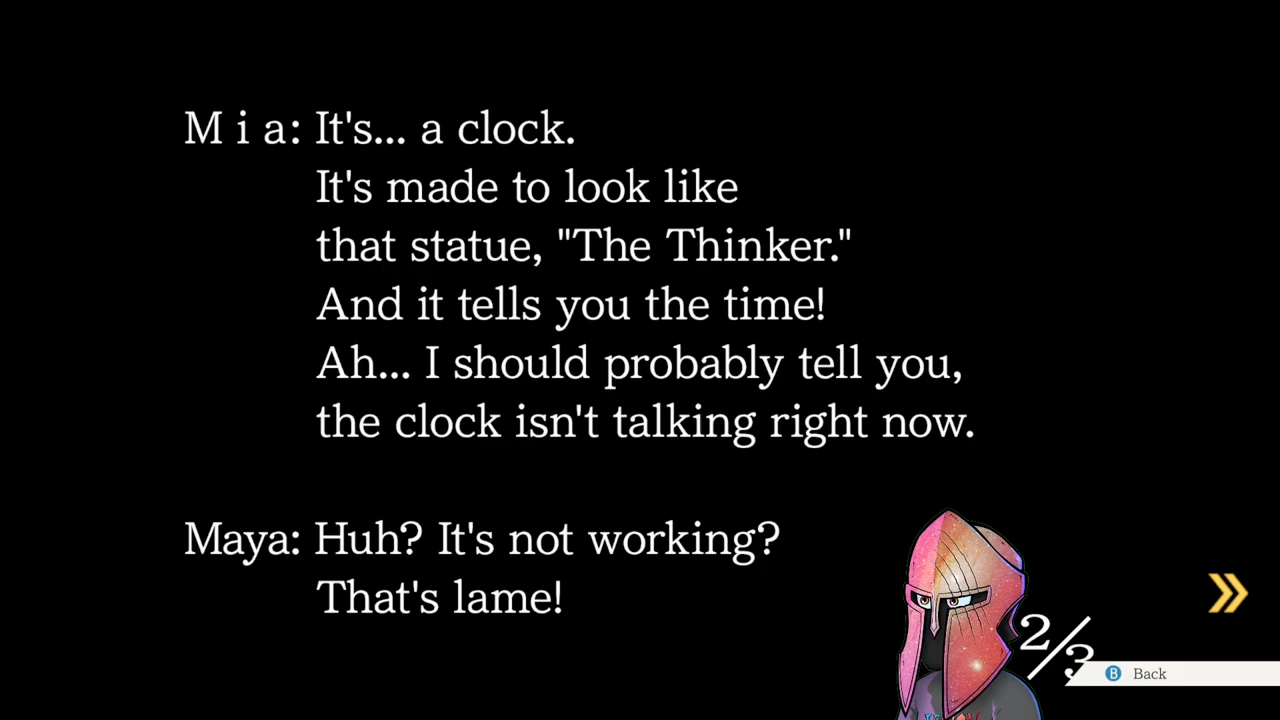 M i a: It's... a clock.
It's made to look like
that statue, "The Thinker."
And it tells you the time!
Ah... I should probably tell you,
the clock isn't talking right now.
Maya: Huh? It's not working?
That's lame!
2/3
B Back